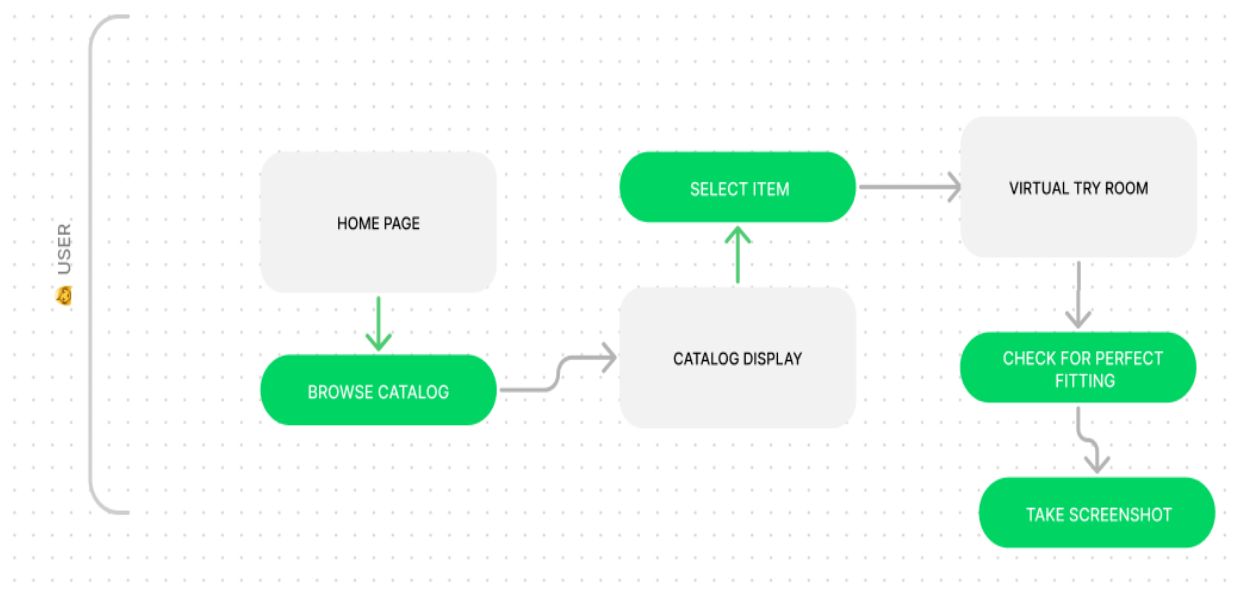 USER
HOME PAGE
BROWSE CATALOG
SELECT ITEM
CATALOG DISPLAY
VIRTUAL TRY ROOM
CHECK FOR PERFECT
FITTING
TAKE SCREENSHOT